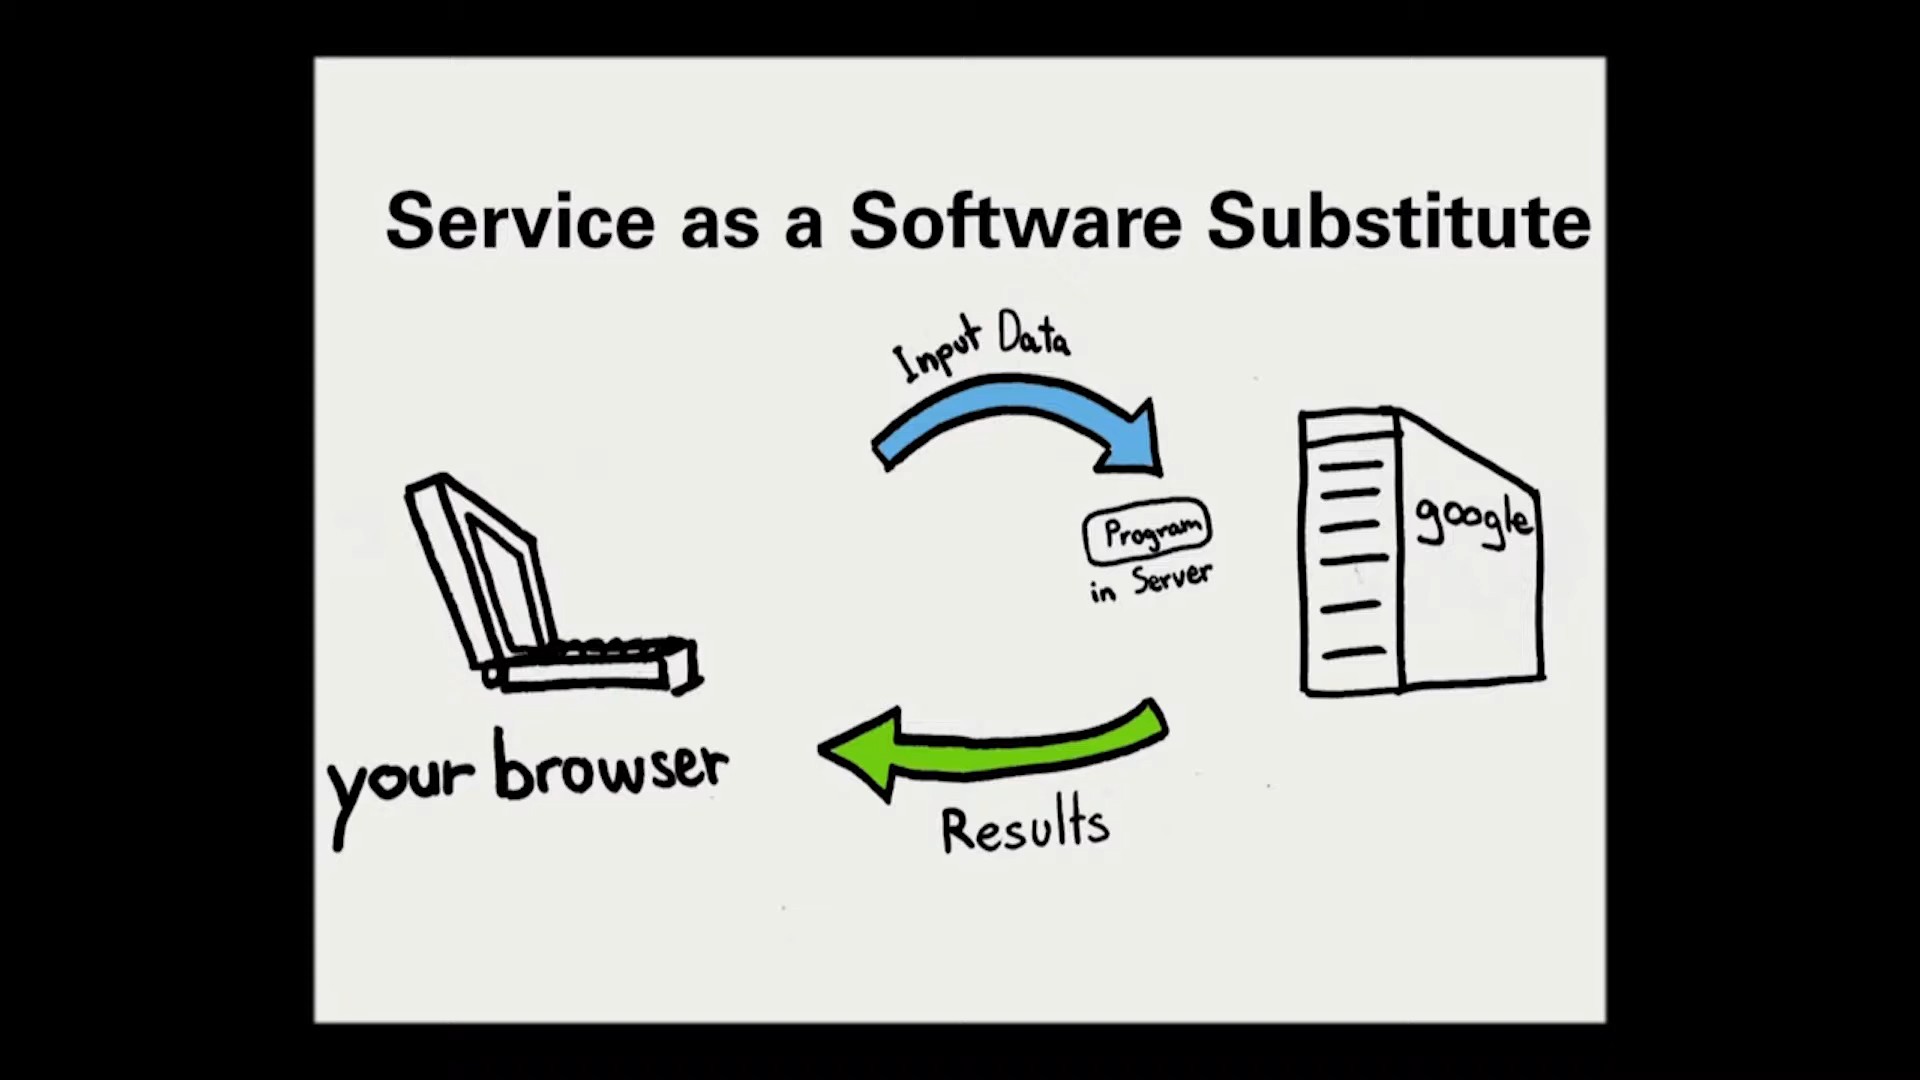 Service as a Software Substitute
Input Data
Program
in Server
google
your browser
Results